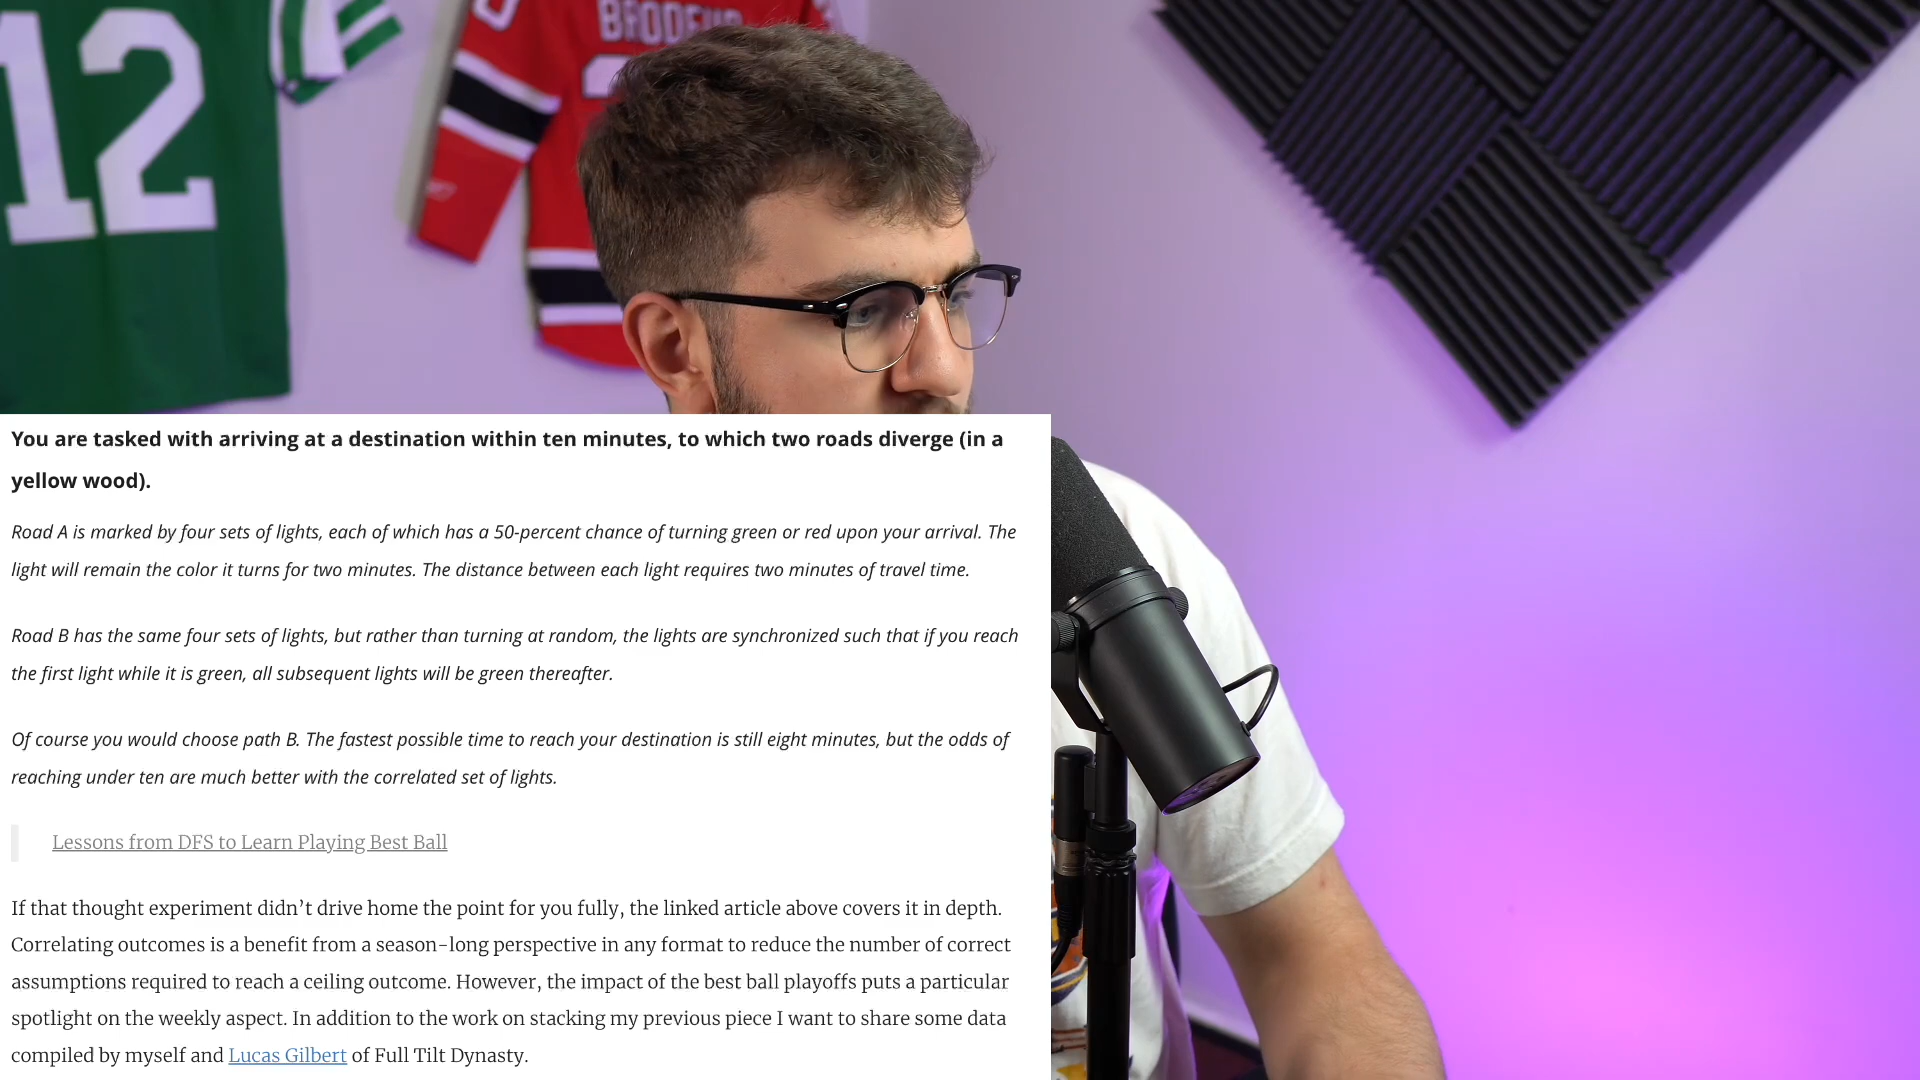 12
BRODEUR
You are tasked with arriving at a destination within ten minutes, to which two roads diverge (in a
yellow wood).
Road A is marked by four sets of lights, each of which has a 50-percent chance of turning green or red upon your arrival. The
light will remain the color it turns for two minutes. The distance between each light requires two minutes of travel time.
Road B has the same four sets of lights, but rather than turning at random, the lights are synchronized such that if you reach
the first light while it is green, all subsequent lights will be green thereafter.
Of course you would choose path B. The fastest possible time to reach your destination is still eight minutes, but the odds of
reaching under ten are much better with the correlated set of lights.
Lessons from DFS to Learn Playing Best Ball
If that thought experiment didn’t drive home the point for you fully, the linked article above covers it in depth.
Correlating outcomes is a benefit from a season-long perspective in any format to reduce the number of correct
assumptions required to reach a ceiling outcome. However, the impact of the best ball playoffs puts a particular
spotlight on the weekly aspect. In addition to the work on stacking my previous piece I want to share some data
compiled by myself and Lucas Gilbert of Full Tilt Dynasty.